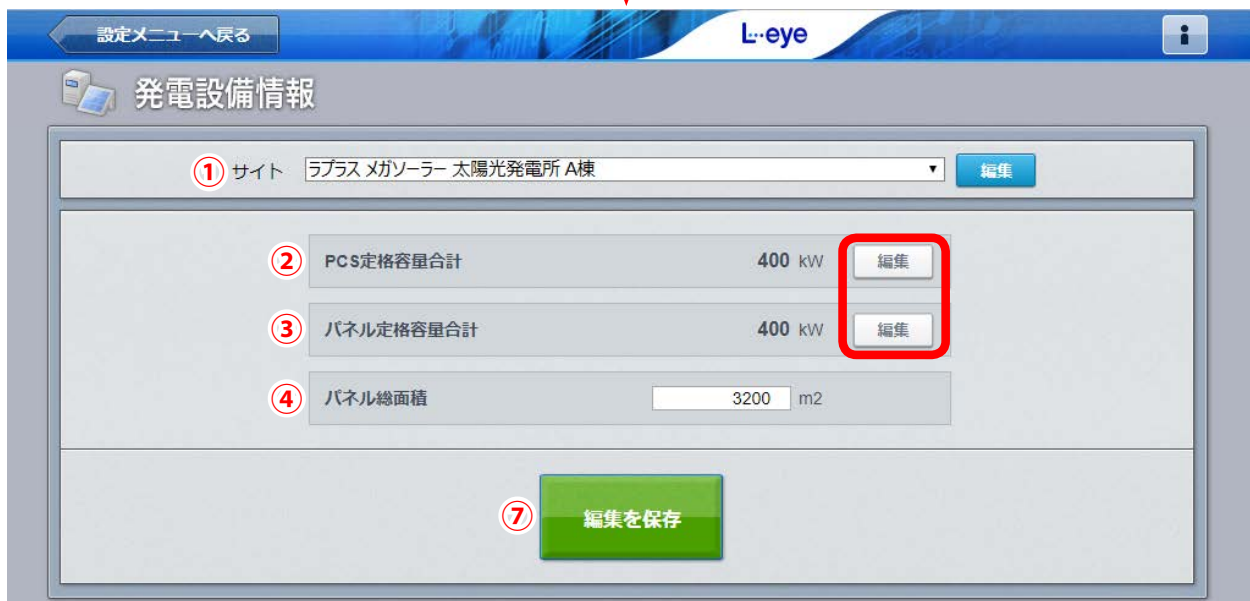 設定メニューへ戻る
L・eye
i
発電設備情報
① サイト ラプラス メガソーラー 太陽光発電所 A棟 ▼ 編集
② PCS定格容量合計 400 kW 編集
③ パネル定格容量合計 400 kW 編集
④ パネル総面積 3200 m2
⑦ 編集を保存